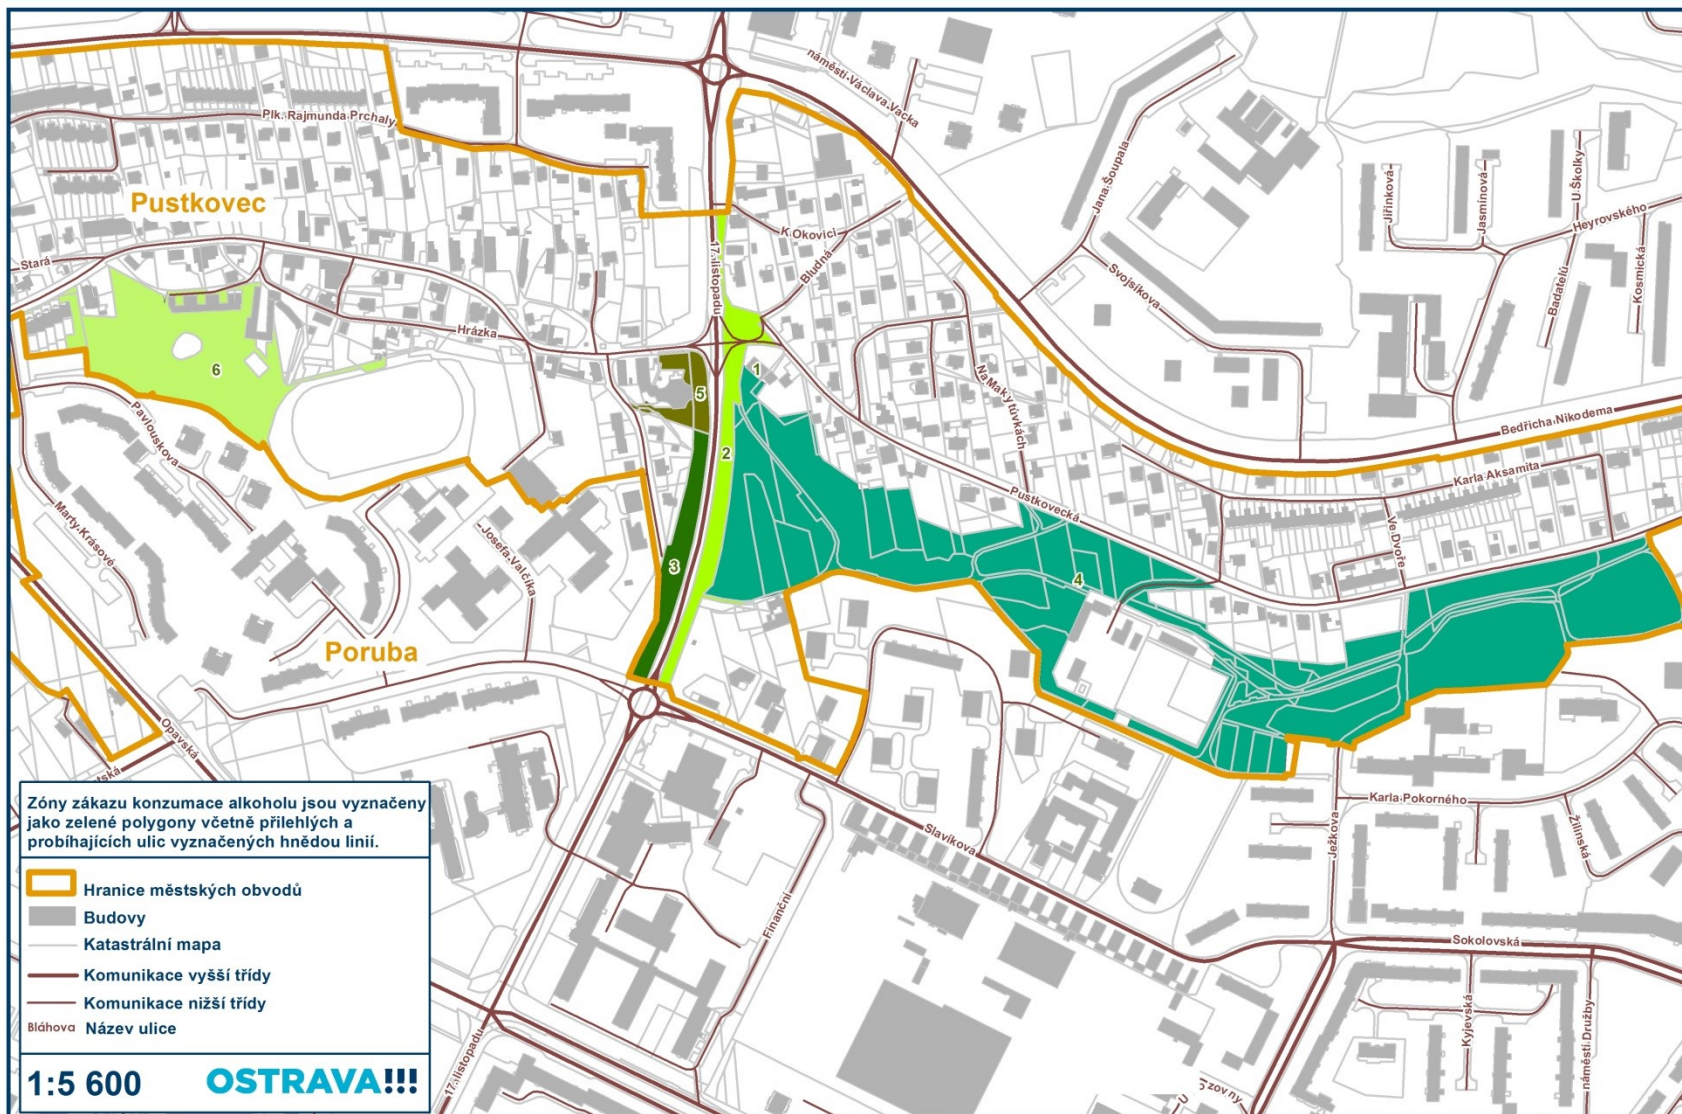 náměstí Václava Vacka
Plk. Rajmunda Prchaly
Jana Šoupala
U Školky
Jiřinková
Jasmínová
Heyrovského
Pustkovec
K Okovici
17. listopadu
Bludná
Svojsíkova
Badatelů
Kosmická
Stará
Hrázka
6
1
5
Na Makytůvkách
Bedřicha Nikodema
Pavlouskova
2
Karla Aksamita
Pustkovecká
Marty Krásové
Josefa Valčíka
Ve Dvoře
3
4
Poruba
Opavská
Zóny zákazu konzumace alkoholu jsou vyznačeny
jako zelené polygony včetně přilehlých a
probíhajících ulic vyznačených hnědou linií.
Hranice městských obvodů
Budovy
Katastrální mapa
Komunikace vyšší třídy
Komunikace nižší třídy
Bláhova Název ulice
1:5 600 OSTRAVA!!!
Karla Pokorného
Slavíkova
Ježkova
Žilinská
Finanční
Sokolovská
Kyjevská
náměstí Družby
17. listopadu